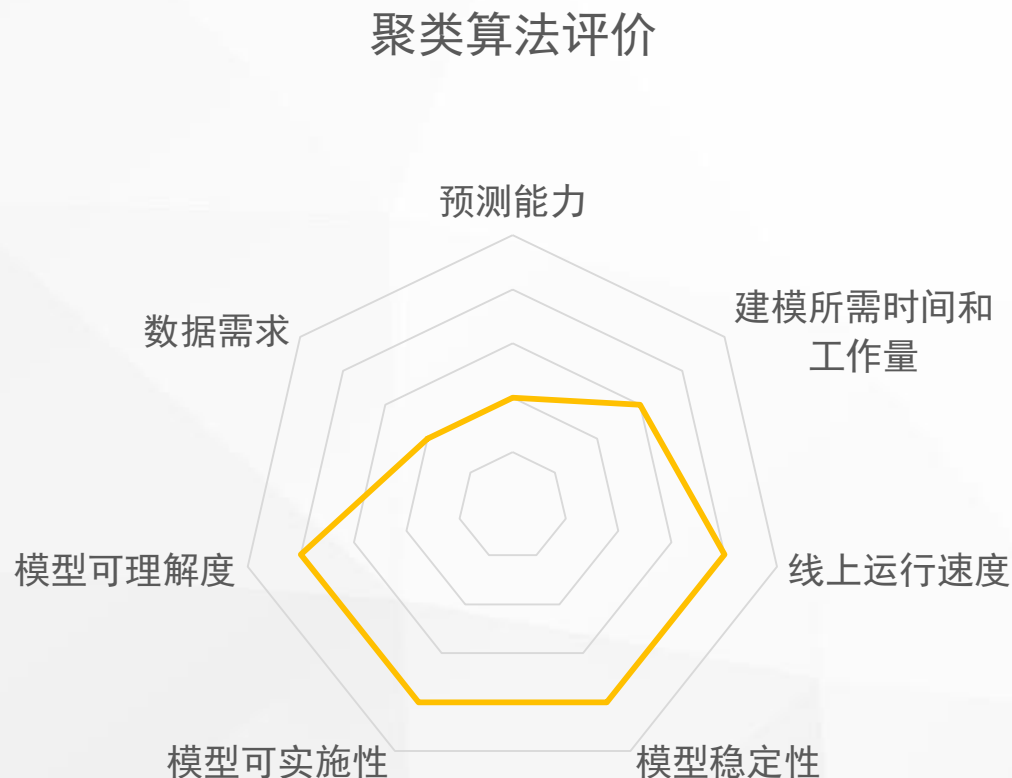 聚类算法评价
预测能力
建模所需时间和
工作量
数据需求
线上运行速度
模型可理解度
模型稳定性
模型可实施性